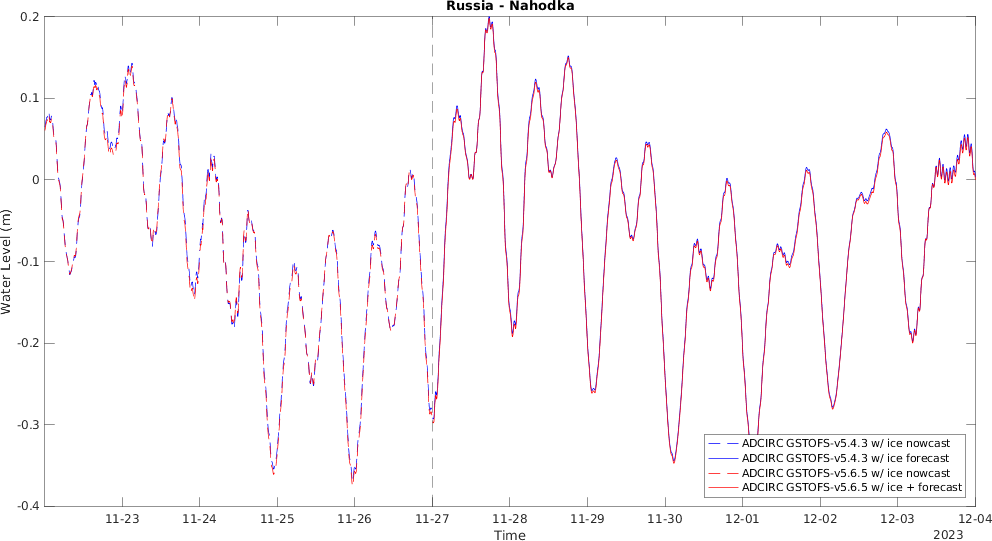 Russia - Nahodka
0.2
0.1
0
-0.1
-0.2
-0.3
-0.4
Water Level (m)
ADCIRC GSTOFS-v5.4.3 w/ ice nowcast
ADCIRC GSTOFS-v5.4.3 w/ ice forecast
ADCIRC GSTOFS-v5.6.5 w/ ice nowcast
ADCIRC GSTOFS-v5.6.5 w/ ice + forecast
11-23 11-24 11-25 11-26 11-27 11-28 11-29 11-30 12-01 12-02 12-03 12-04
Time
2023